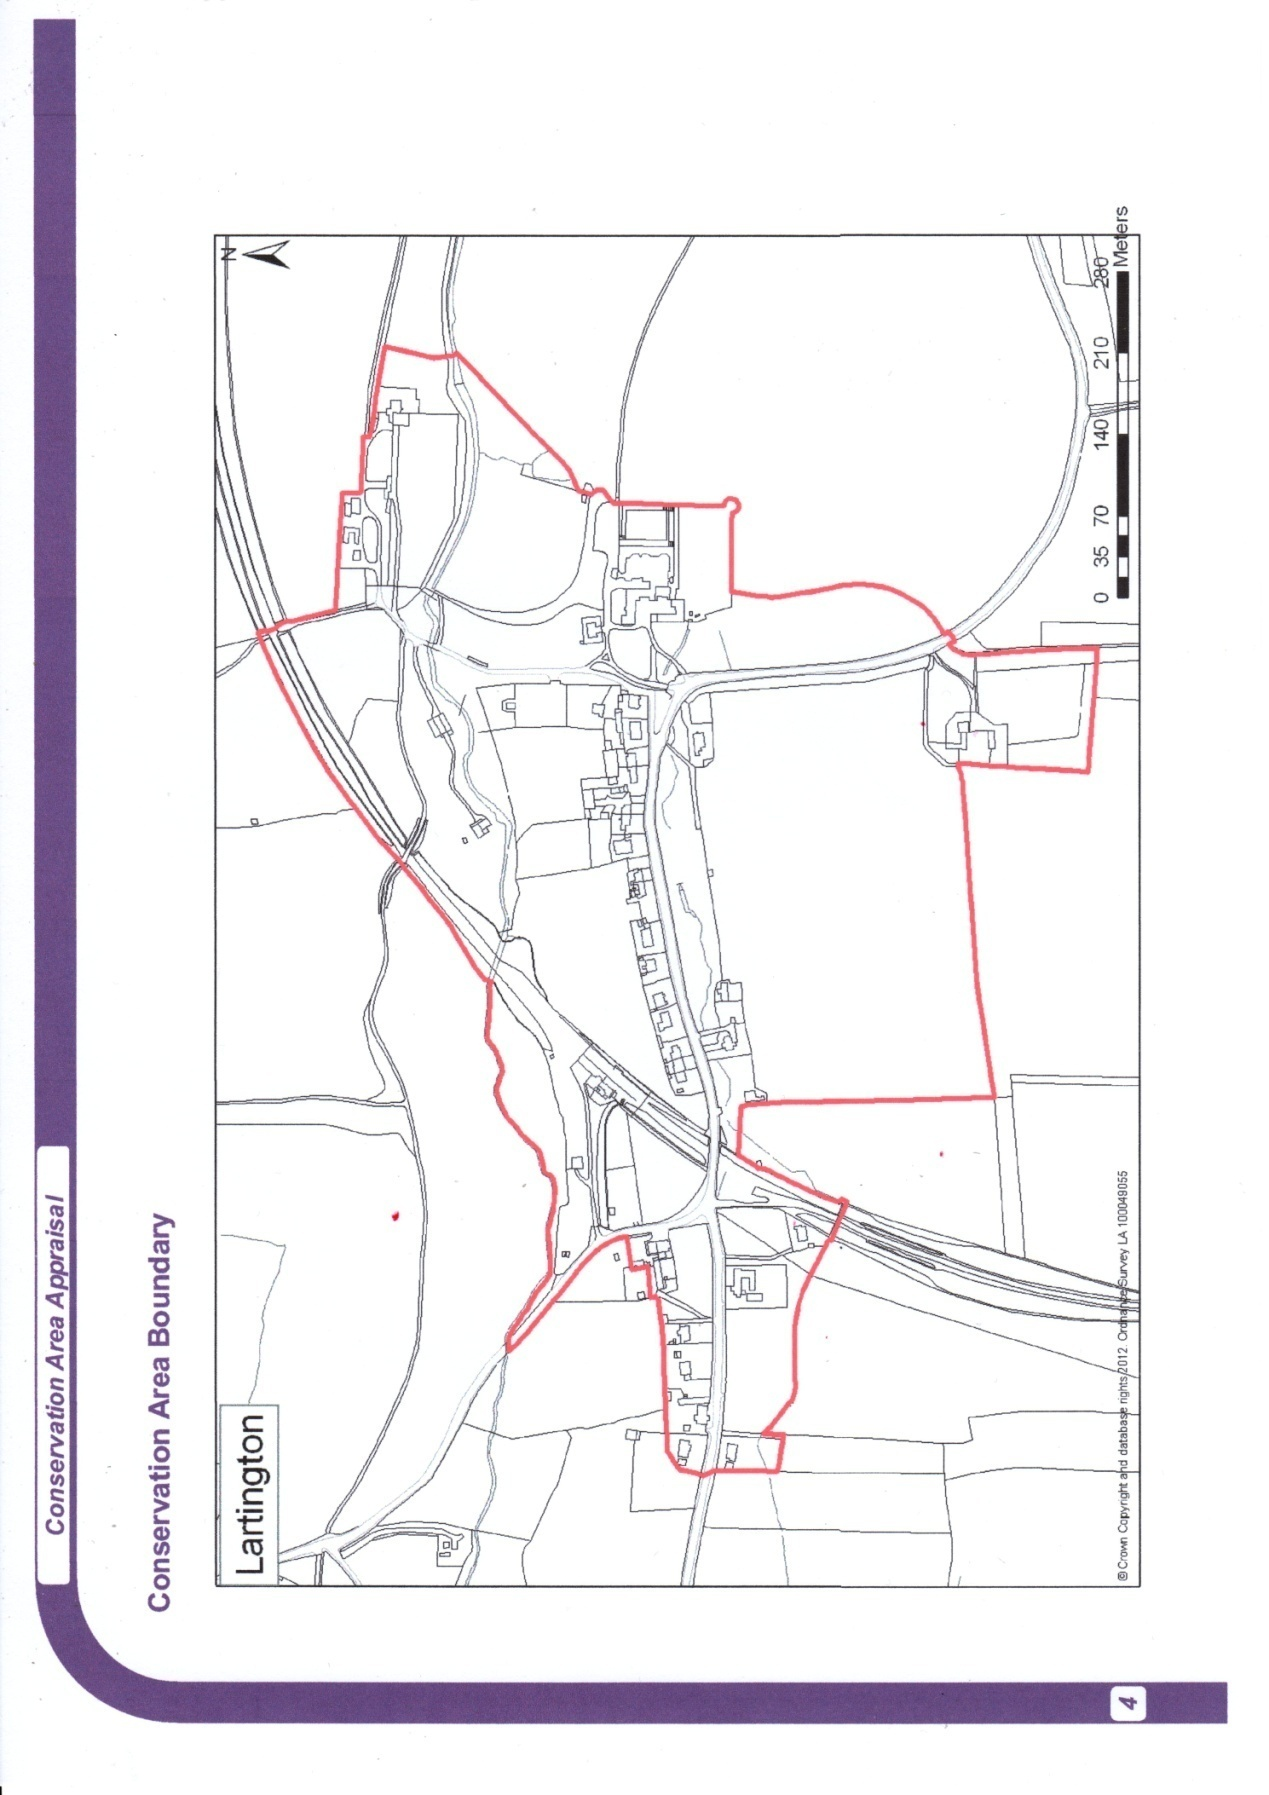 Conservation Area Appraisal
Conservation Area Boundary
Lartington
N
0 35 70 140 210 280
Meters
© Crown Copyright and database rights 2012. Ordnance Survey LA 100049055
4